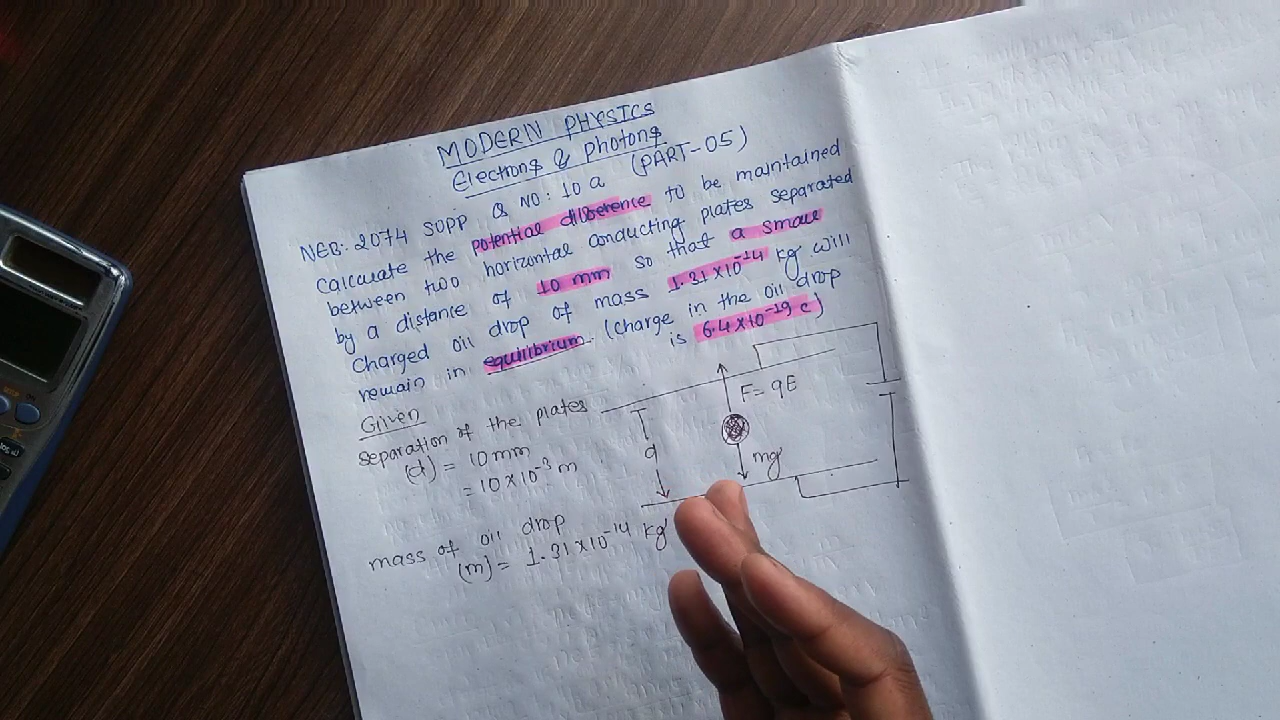 MODERN PHYSICS
Electrons & photons
(PART-05)
NEB: 2074 SUPP Q NO: 10 a
Calculate the potential difference to be maintained
between two horizontal conducting plates separated
by a distance of 10 mm so that a small
Charged oil drop of mass 1.31 × 10⁻¹⁴ kg will
remain in equilibrium. (charge in the oil drop
is 6.4 × 10⁻¹⁹ c)
Given
separation of the plates
(d) = 10 mm
= 10 × 10⁻³ m
mass of oil drop
(m) = 1.31 × 10⁻¹⁴ kg
F = qE
d
mg